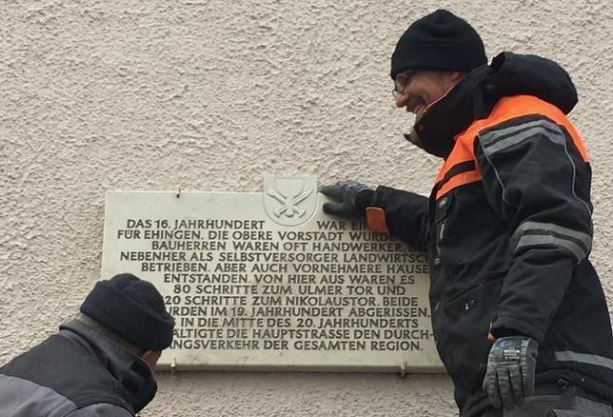 DAS 16. JAHRHUNDERT WAR EIN
FÜR EHINGEN. DIE OBERE VORSTADT WURDE
BAUHERREN WAREN OFT HANDWERKER, DI
NEBENHER ALS SELBSTVERSORGER LANDWIRTSCH
BETRIEBEN. ABER AUCH VORNEHMERE HÄUSE
ENTSTANDEN. VON HIER AUS WAREN ES
80 SCHRITTE ZUM ULMER TOR UND
20 SCHRITTE ZUM NIKOLAUSTOR. BEIDE
URDEN IM 19. JAHRHUNDERT ABGERISSEN.
IN DIE MITTE DES 20. JAHRHUNDERTS
ÄLTIGTE DIE HAUPTSTRASSE DEN DURCH-
NGSVERKEHR DER GESAMTEN REGION.